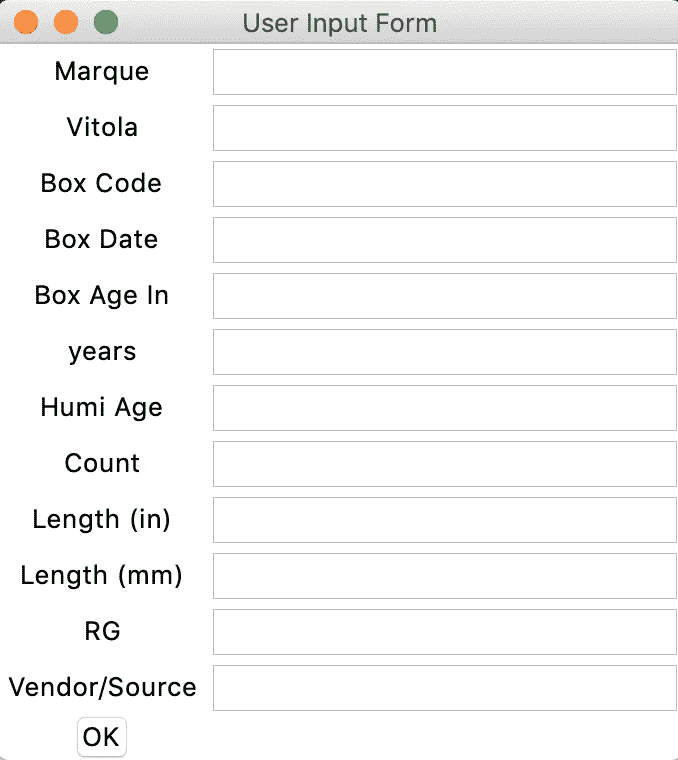 User Input Form
Marque
Vitola
Box Code
Box Date
Box Age In
years
Humi Age
Count
Length (in)
Length (mm)
RG
Vendor/Source
OK